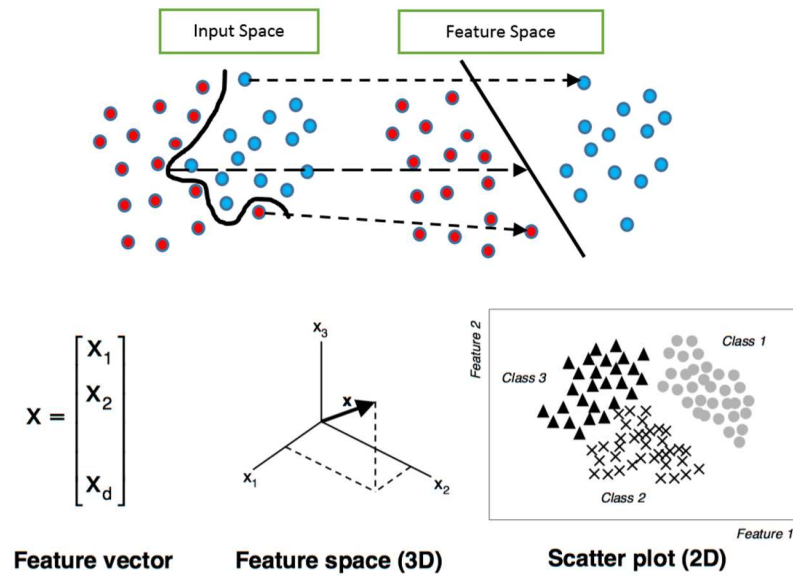 Input Space
Feature Space
X =
X1
X2
Xd
Feature vector
x3
x
x1
x2
Feature space (3D)
Feature 2
Class 1
Class 3
Class 2
Feature 1
Scatter plot (2D)